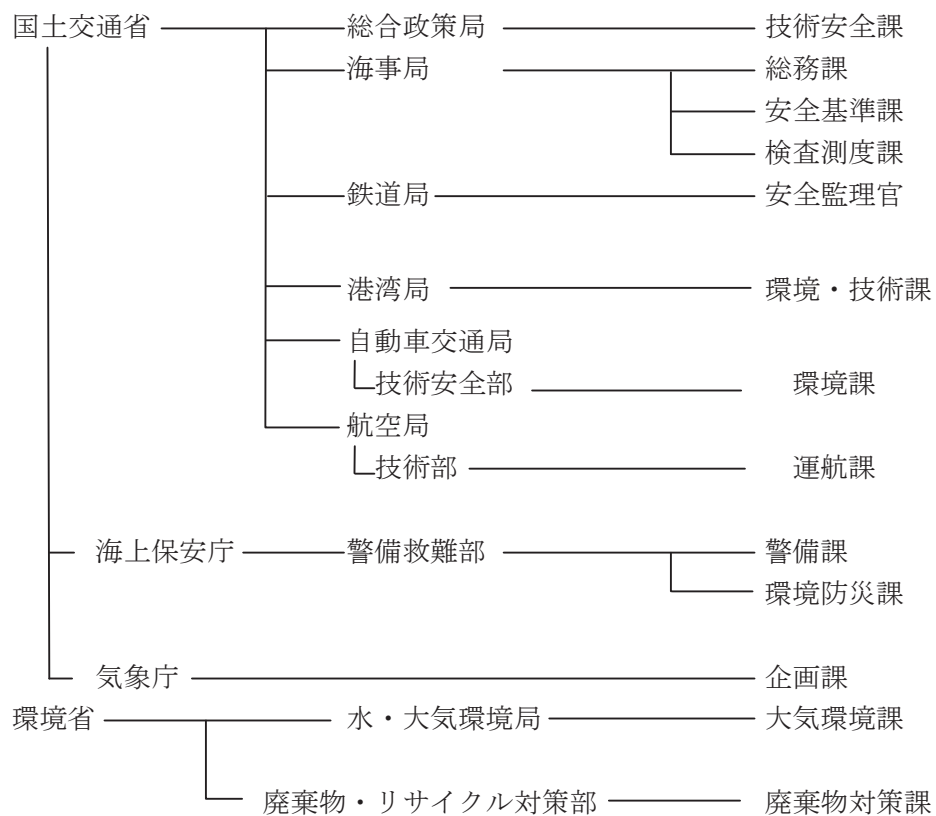 国土交通省 総合政策局 技術安全課
海事局 総務課
安全基準課
検査測度課
鉄道局 安全監理官
港湾局 環境・技術課
自動車交通局
技術安全部 環境課
航空局
技術部 運航課
海上保安庁 警備救難部 警備課
環境防災課
気象庁 企画課
環境省 水・大気環境局 大気環境課
廃棄物・リサイクル対策部 廃棄物対策課